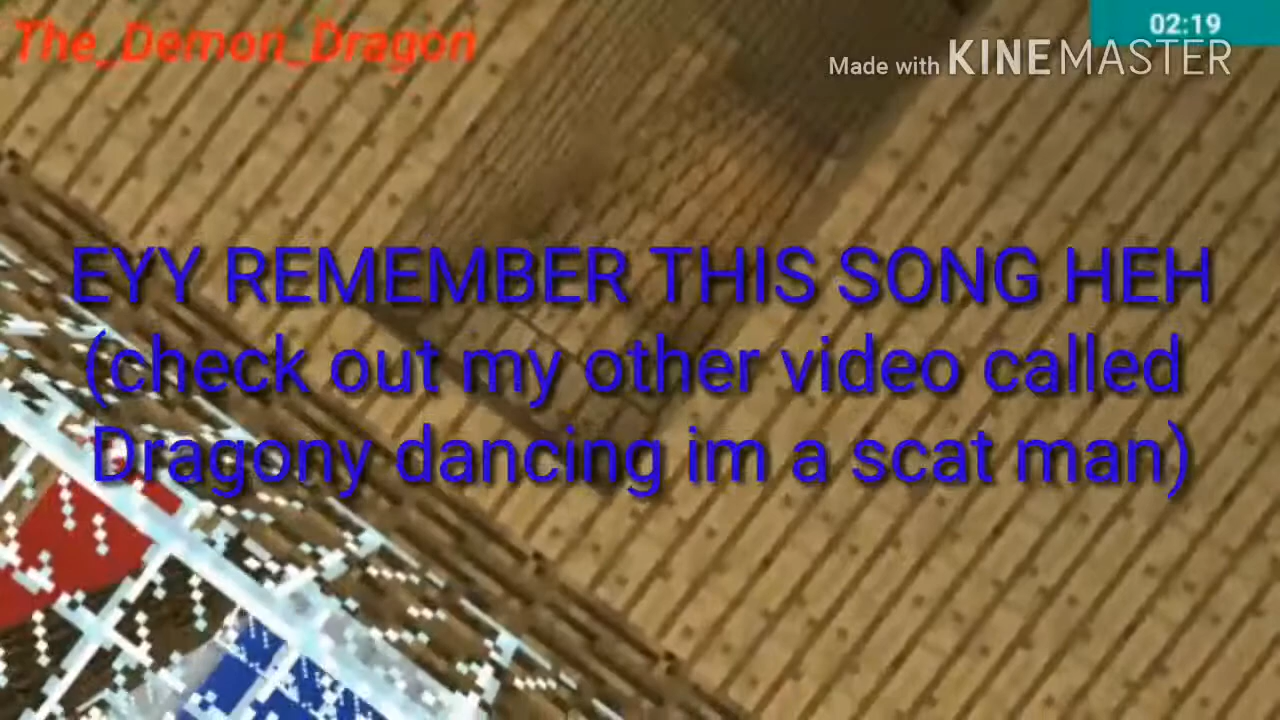 The_Demon_Dragon
02:19
Made with KINEMASTER
EYY REMEMBER THIS SONG HEH
(check out my other video called
Dragony dancing im a scat man)